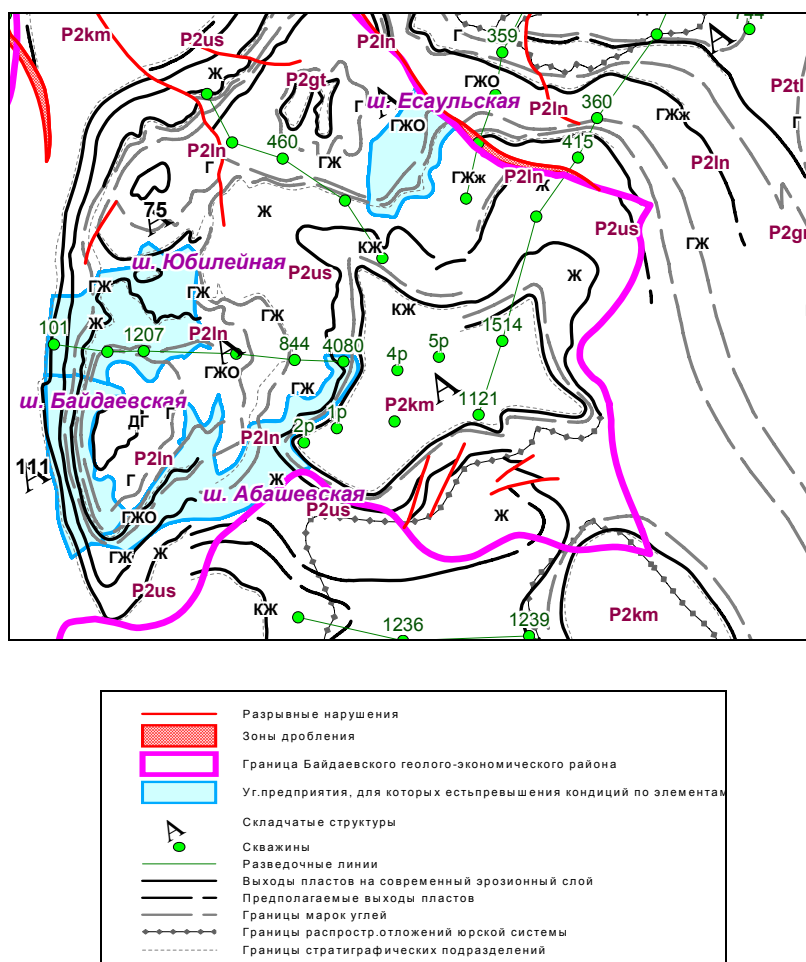 P2km
P2us
P2ln
359
Г
744
Ж
P2gt
ГЖО
P2tl
ш. Есаульская
ГЖО
Г
P2ln
360
ГЖж
Г
P2ln
460
ГЖ
415
P2ln
Г
ГЖж
P2ln
Ж
75
Ж
P2us
ГЖ
КЖ
ш. Юбилейная
P2us
Ж
ГЖ
ГЖ
КЖ
101
Ж
1207
P2ln
ГЖ
844
4080
1514
ГЖО
4р
5р
ш. Байдаевская
ГЖ
дГ
Г
1р
P2km
1121
P2ln
2р
P2ln
111
Г
Ж
ш. Абашевская
P2us
ГЖО
Ж
ГЖ
Ж
P2us
КЖ
P2km
1236
1239
Разрывные нарушения
Зоны дробления
Граница Байдаевского геолого-экономического района
Уг.предприятия, для которых естьпревышения кондиций по элементам
Складчатые структуры
Скважины
Разведочные линии
Выходы пластов на современный эрозионный слой
Предполагаемые выходы пластов
Границы марок углей
Границы распростр.отложений юрской системы
Границы стратиграфических подразделений